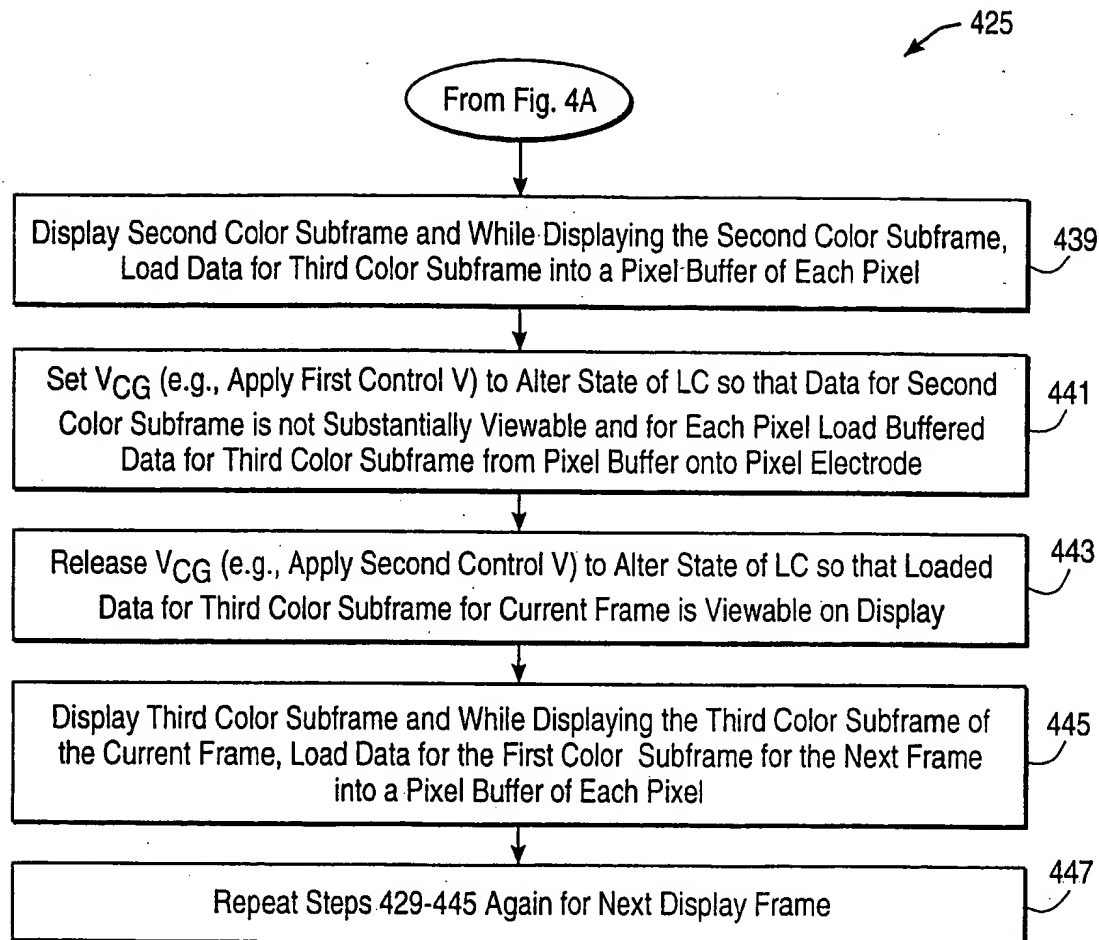 425
From Fig. 4A
Display Second Color Subframe and While Displaying the Second Color Subframe,
Load Data for Third Color Subframe into a Pixel Buffer of Each Pixel
439
Set VCG (e.g., Apply First Control V) to Alter State of LC so that Data for Second
Color Subframe is not Substantially Viewable and for Each Pixel Load Buffered
Data for Third Color Subframe from Pixel Buffer onto Pixel Electrode
441
Release VCG (e.g., Apply Second Control V) to Alter State of LC so that Loaded
Data for Third Color Subframe for Current Frame is Viewable on Display
443
Display Third Color Subframe and While Displaying the Third Color Subframe of
the Current Frame, Load Data for the First Color Subframe for the Next Frame
into a Pixel Buffer of Each Pixel
445
Repeat Steps 429-445 Again for Next Display Frame
447